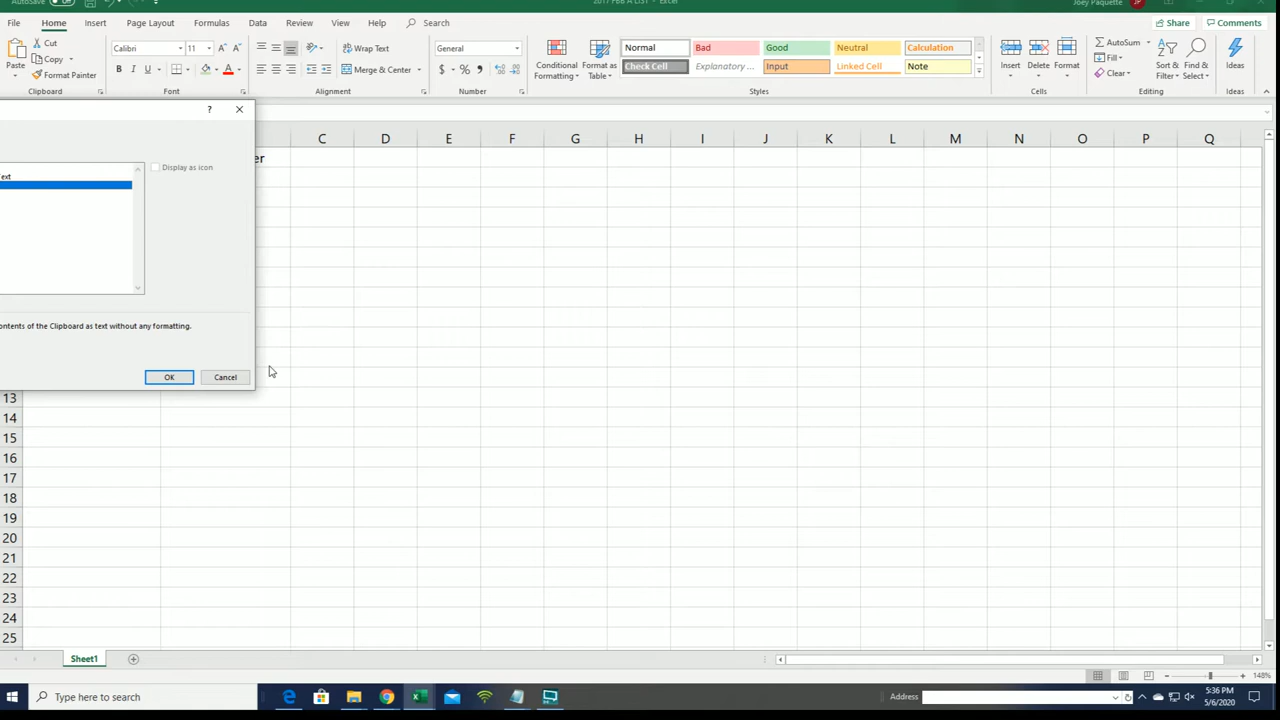 AutoSave
2017 FBB A LIST - Excel
Joey Paquette
JP
File Home Insert Page Layout Formulas Data Review View Help Search
Share Comments
Paste
Cut
Copy
Format Painter
Clipboard
Calibri 11
B I U
Font
Wrap Text
Merge & Center
Alignment
General
$ % ,
Number
Conditional Formatting
Format as Table
Normal Bad Good Neutral Calculation
Check Cell Explanatory ... Input Linked Cell Note
Styles
Insert Delete Format
Cells
AutoSum
Fill
Clear
Sort & Filter
Find & Select
Editing
Ideas
Ideas
?
C D E F G H I J K L M N O P Q
er
Display as icon
ext
ontents of the Clipboard as text without any formatting.
OK Cancel
13
14
15
16
17
18
19
20
21
22
23
24
25
Sheet1
148%
Type here to search
Address
5:36 PM
5/6/2020